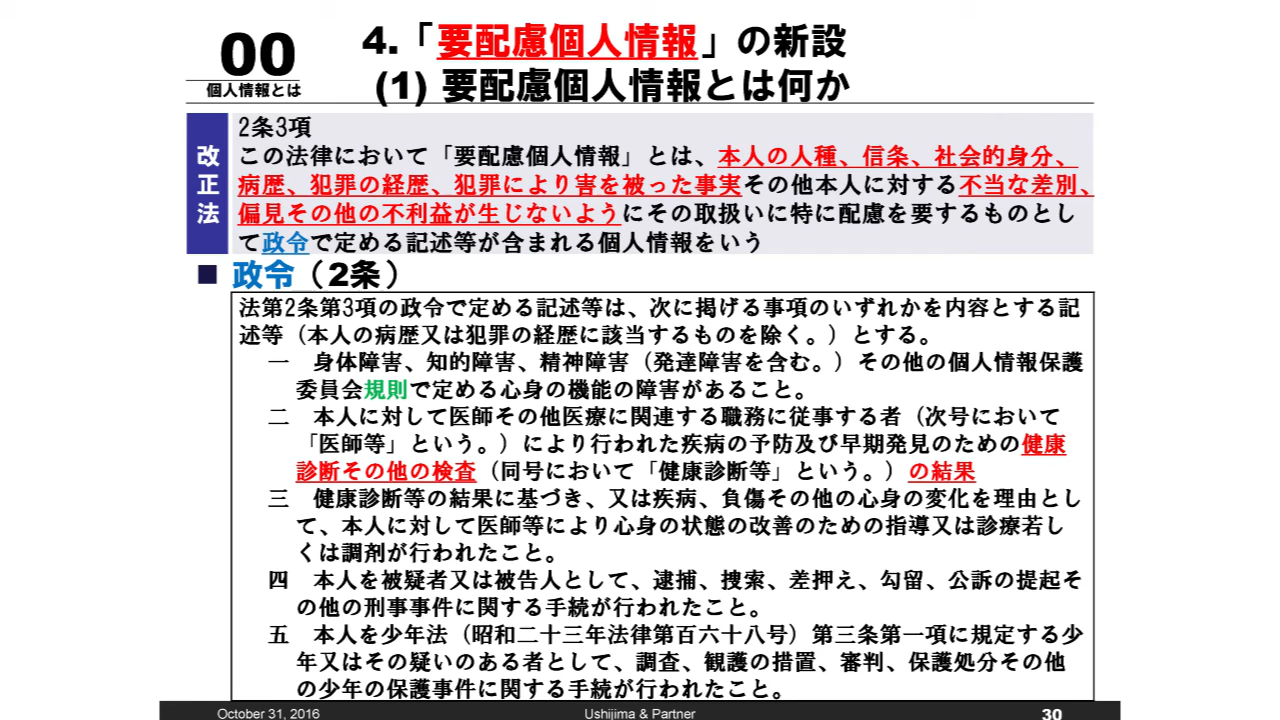 00
個人情報とは
4.「要配慮個人情報」の新設
(1) 要配慮個人情報とは何か
改正法
2条3項
この法律において「要配慮個人情報」とは、本人の人種、信条、社会的身分、
病歴、犯罪の経歴、犯罪により害を被った事実その他本人に対する不当な差別、
偏見その他の不利益が生じないようにその取扱いに特に配慮を要するものとし
て政令で定める記述等が含まれる個人情報をいう
■ 政令（2条）
法第2条第3項の政令で定める記述等は、次に掲げる事項のいずれかを内容とする記
述等（本人の病歴又は犯罪の経歴に該当するものを除く。）とする。
一 身体障害、知的障害、精神障害（発達障害を含む。）その他の個人情報保護
委員会規則で定める心身の機能の障害があること。
二 本人に対して医師その他医療に関連する職務に従事する者（次号において
「医師等」という。）により行われた疾病の予防及び早期発見のための健康
診断その他の検査（同号において「健康診断等」という。）の結果
三 健康診断等の結果に基づき、又は疾病、負傷その他の心身の変化を理由とし
て、本人に対して医師等により心身の状態の改善のための指導又は診療若し
くは調剤が行われたこと。
四 本人を被疑者又は被告人として、逮捕、捜索、差押え、勾留、公訴の提起そ
の他の刑事事件に関する手続が行われたこと。
五 本人を少年法（昭和二十三年法律第百六十八号）第三条第一項に規定する少
年又はその疑いのある者として、調査、観護の措置、審判、保護処分その他
の少年の保護事件に関する手続が行われたこと。
October 31, 2016
Ushijima & Partner
30